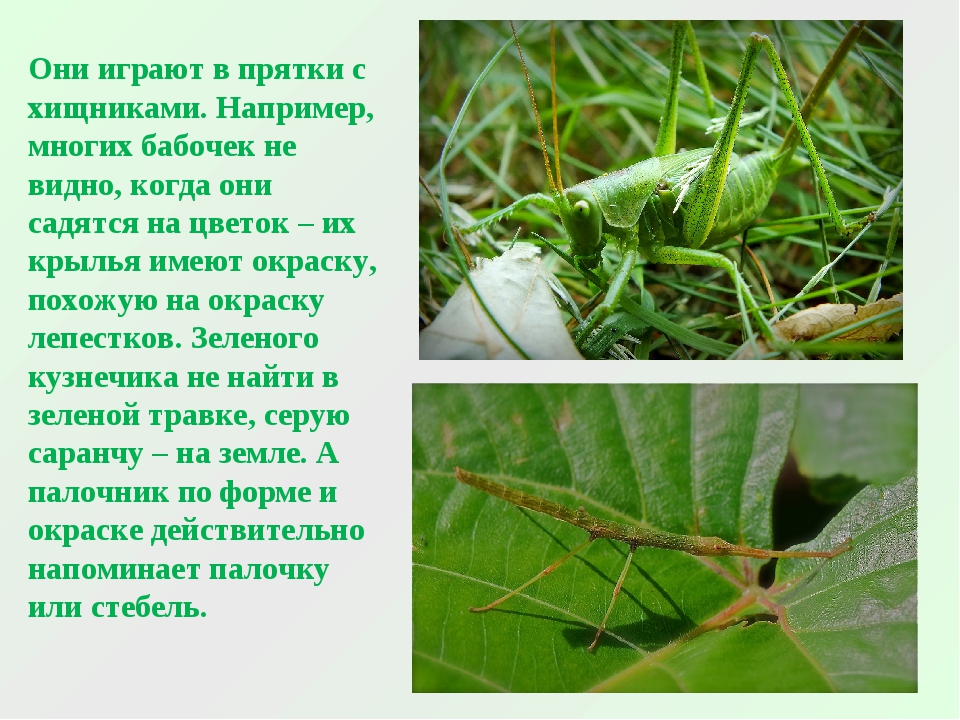 Они играют в прятки с
хищниками. Например,
многих бабочек не
видно, когда они
садятся на цветок – их
крылья имеют окраску,
похожую на окраску
лепестков. Зеленого
кузнечика не найти в
зеленой травке, серую
саранчу – на земле. А
палочник по форме и
окраске действительно
напоминает палочку
или стебель.